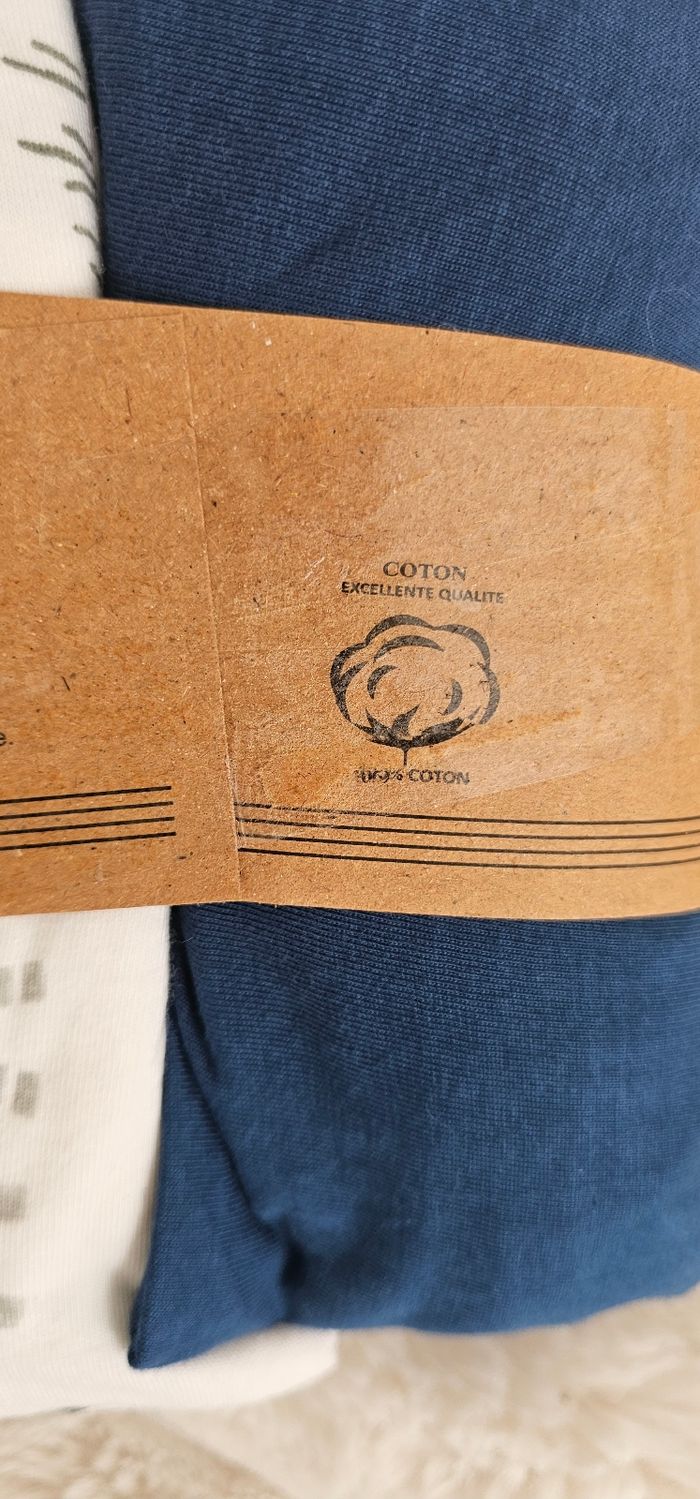 COTON
EXCELLENTE QUALITE
100% COTON
e.